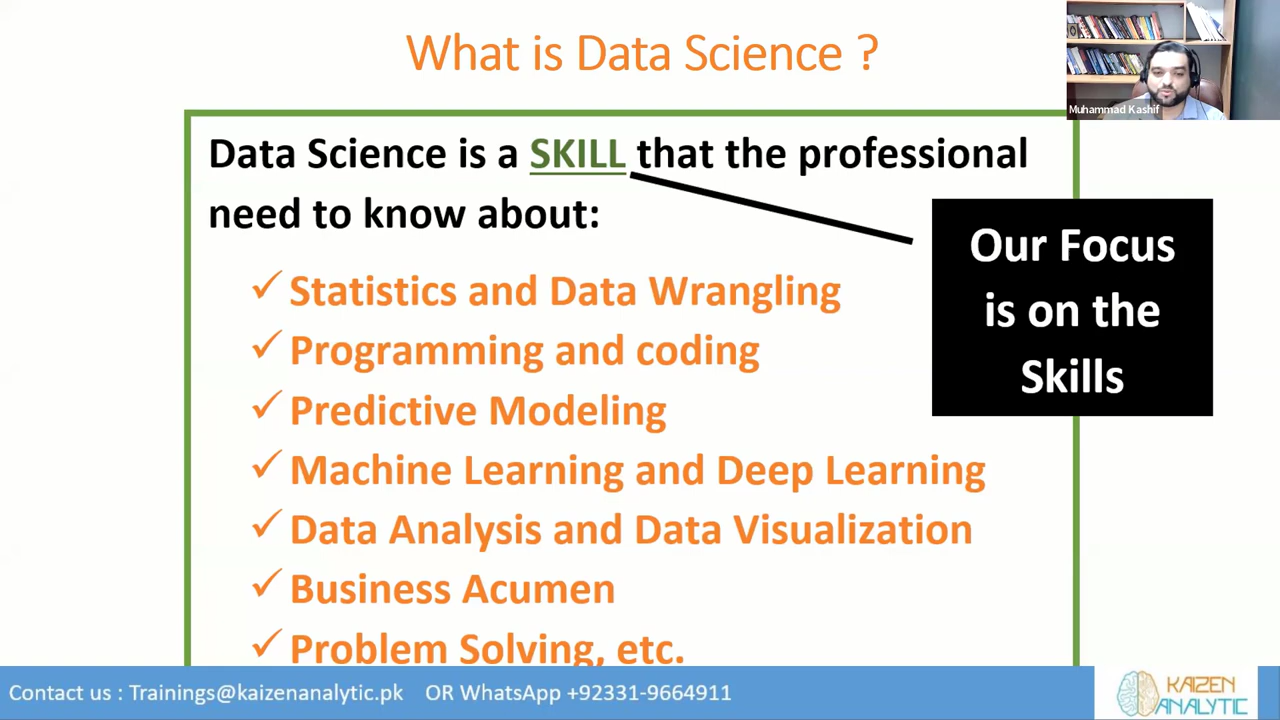 What is Data Science ?
Muhammad Kashif
Data Science is a SKILL that the professional
need to know about:
Our Focus
is on the
Skills
✓ Statistics and Data Wrangling
✓ Programming and coding
✓ Predictive Modeling
✓ Machine Learning and Deep Learning
✓ Data Analysis and Data Visualization
✓ Business Acumen
✓ Problem Solving, etc.
Contact us : Trainings@kaizenanalytic.pk OR WhatsApp +92331-9664911
KAIZEN
ANALYTIC